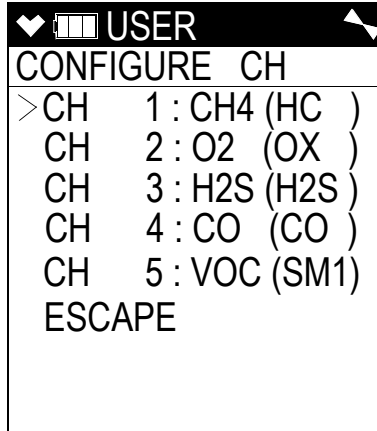 USER
CONFIGURE CH
>CH 1 : CH4 (HC )
CH 2 : O2 (OX )
CH 3 : H2S (H2S )
CH 4 : CO (CO )
CH 5 : VOC (SM1)
ESCAPE